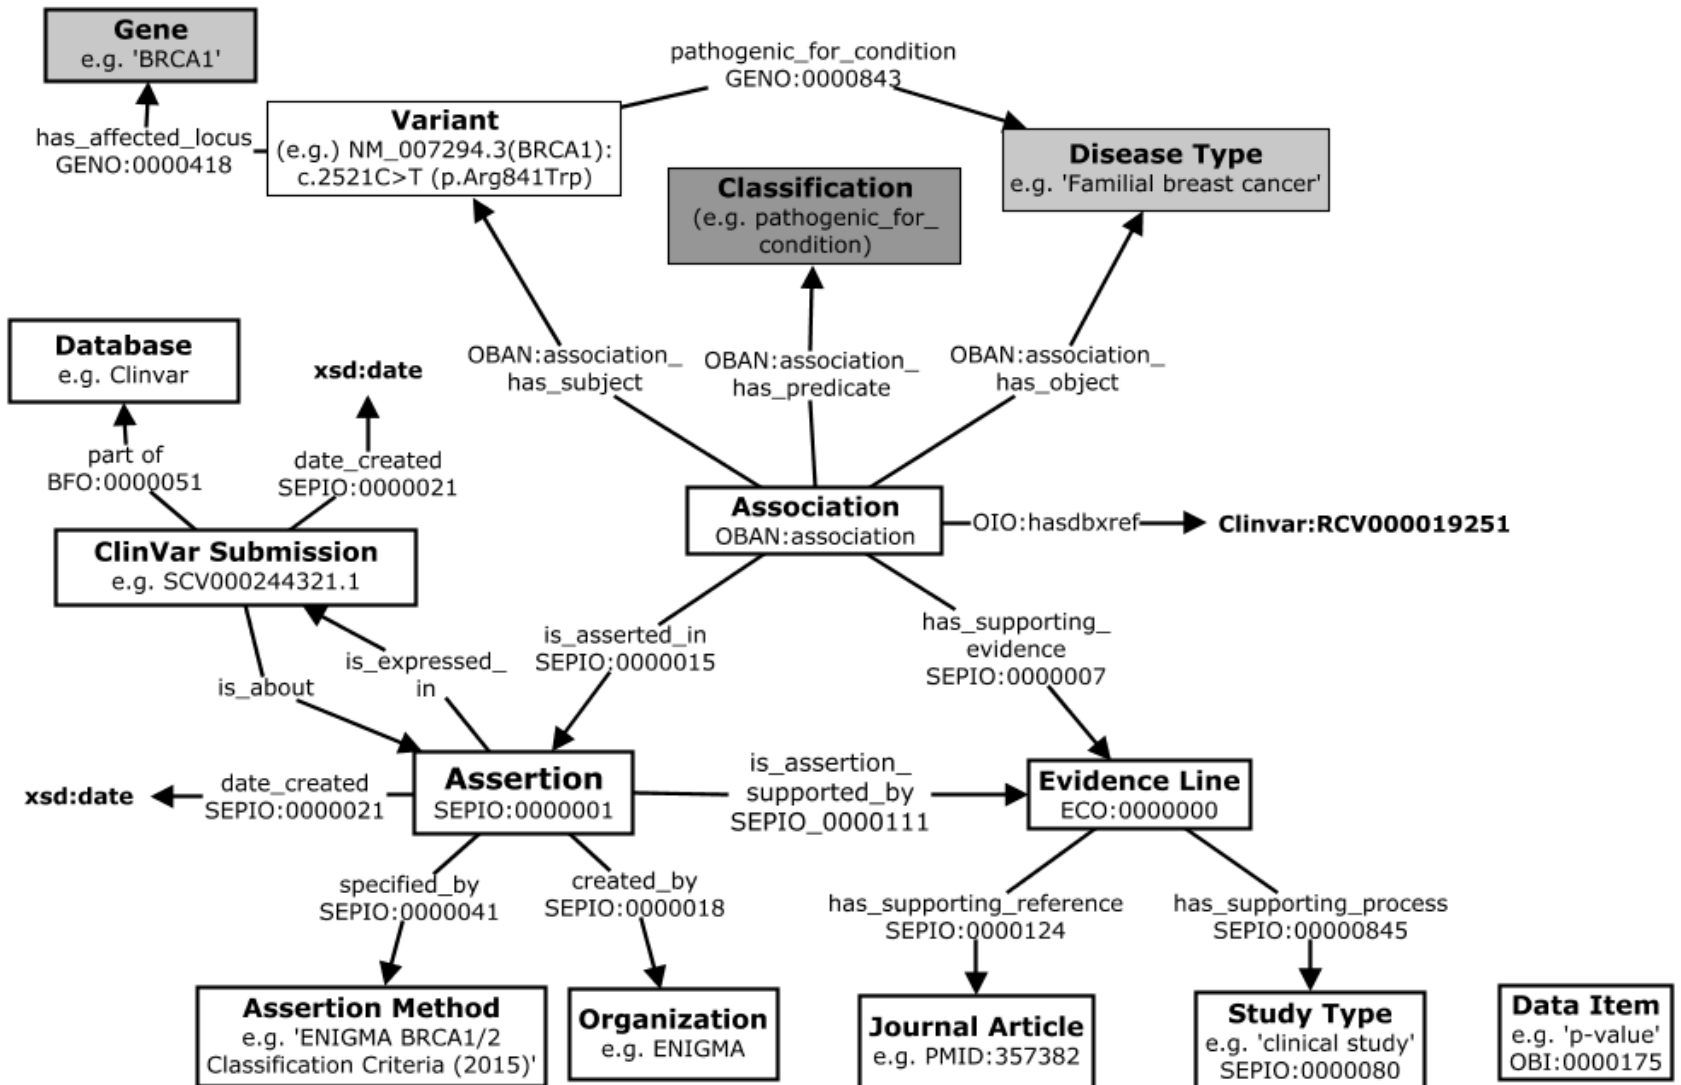 Gene
e.g. 'BRCA1'
pathogenic_for_condition
GENO:0000843
has_affected_locus
GENO:0000418
Variant
(e.g.) NM_007294.3(BRCA1):
c.2521C>T (p.Arg841Trp)
Classification
(e.g. pathogenic_for_
condition)
Disease Type
e.g. 'Familial breast cancer'
Database
e.g. Clinvar
xsd:date
OBAN:association_
has_subject
OBAN:association_
has_predicate
OBAN:association_
has_object
part of
BFO:0000051
date_created
SEPIO:0000021
Association
OBAN:association
OIO:hasdbxref
Clinvar:RCV000019251
ClinVar Submission
e.g. SCV000244321.1
is_about
is_expressed_
in
is_asserted_in
SEPIO:0000015
has_supporting_
evidence
SEPIO:0000007
xsd:date
date_created
SEPIO:0000021
Assertion
SEPIO:0000001
is_assertion_
supported_by
SEPIO_0000111
Evidence Line
ECO:0000000
specified_by
SEPIO:0000041
created_by
SEPIO:0000018
has_supporting_reference
SEPIO:0000124
has_supporting_process
SEPIO:00000845
Assertion Method
e.g. 'ENIGMA BRCA1/2
Classification Criteria (2015)'
Organization
e.g. ENIGMA
Journal Article
e.g. PMID:357382
Study Type
e.g. 'clinical study'
SEPIO:0000080
Data Item
e.g. 'p-value'
OBI:0000175